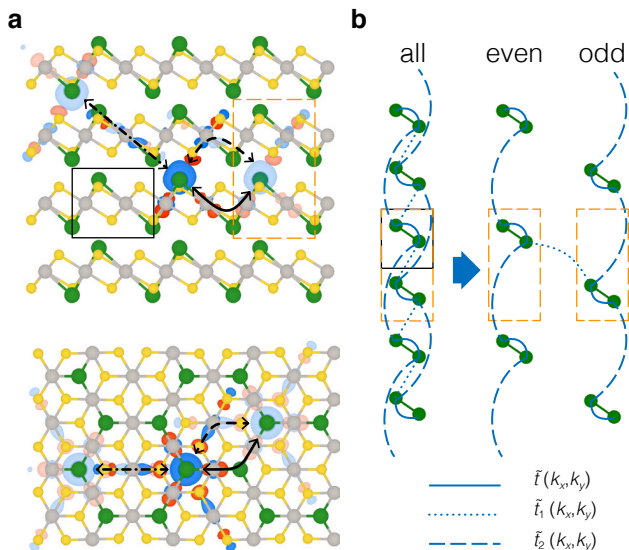 a
b
all even odd
t̃ (kx,ky)
t̃1 (kx,ky)
t̃2 (kx,ky)